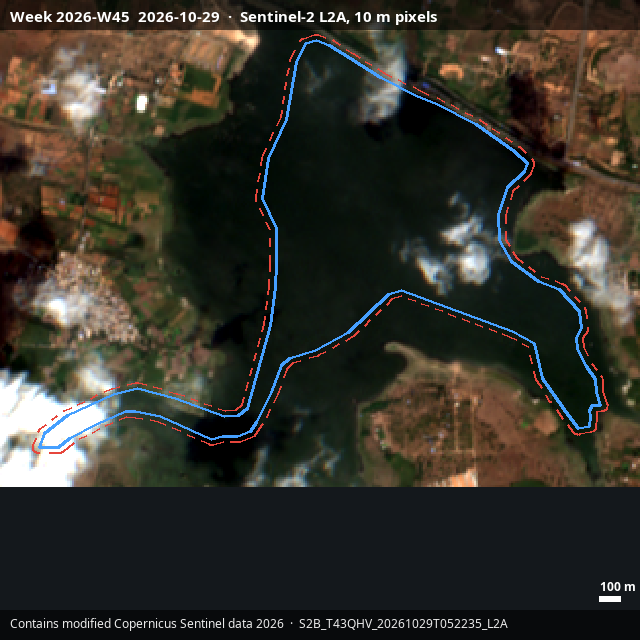 Week 2026-W45  2026-10-29  ·  Sentinel-2 L2A, 10 m pixels
100 m
Contains modified Copernicus Sentinel data 2026  ·  S2B_T43QHV_20261029T052235_L2A